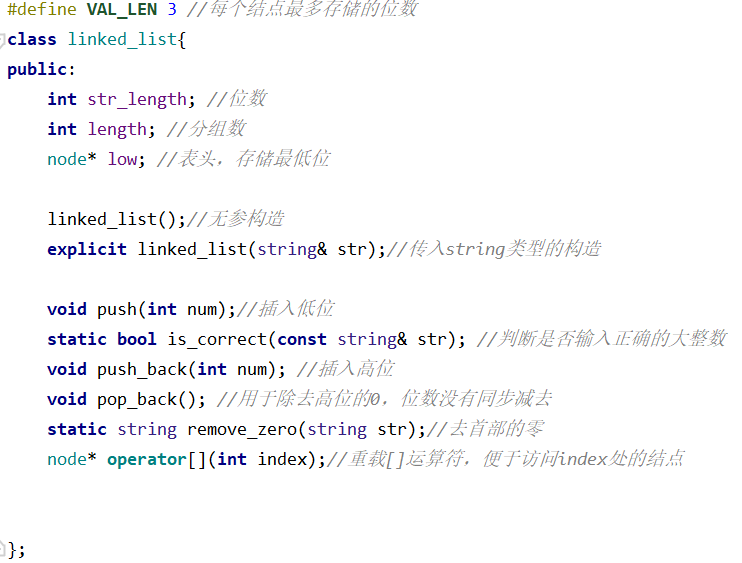 #define VAL_LEN 3 //每个结点最多存储的位数
class linked_list{
public:
    int str_length; //位数
    int length; //分组数
    node* low; //表头，存储最低位
    linked_list();//无参构造
    explicit linked_list(string& str);//传入string类型的构造
    void push(int num);//插入低位
    static bool is_correct(const string& str); //判断是否输入正确的大整数
    void push_back(int num); //插入高位
    void pop_back(); //用于除去高位的0．位数没有同步减去
    static string remove_zero(string str);//去首部的零
    node* operator[](int index);//重载[]运算符，便于访问index处的结点
};